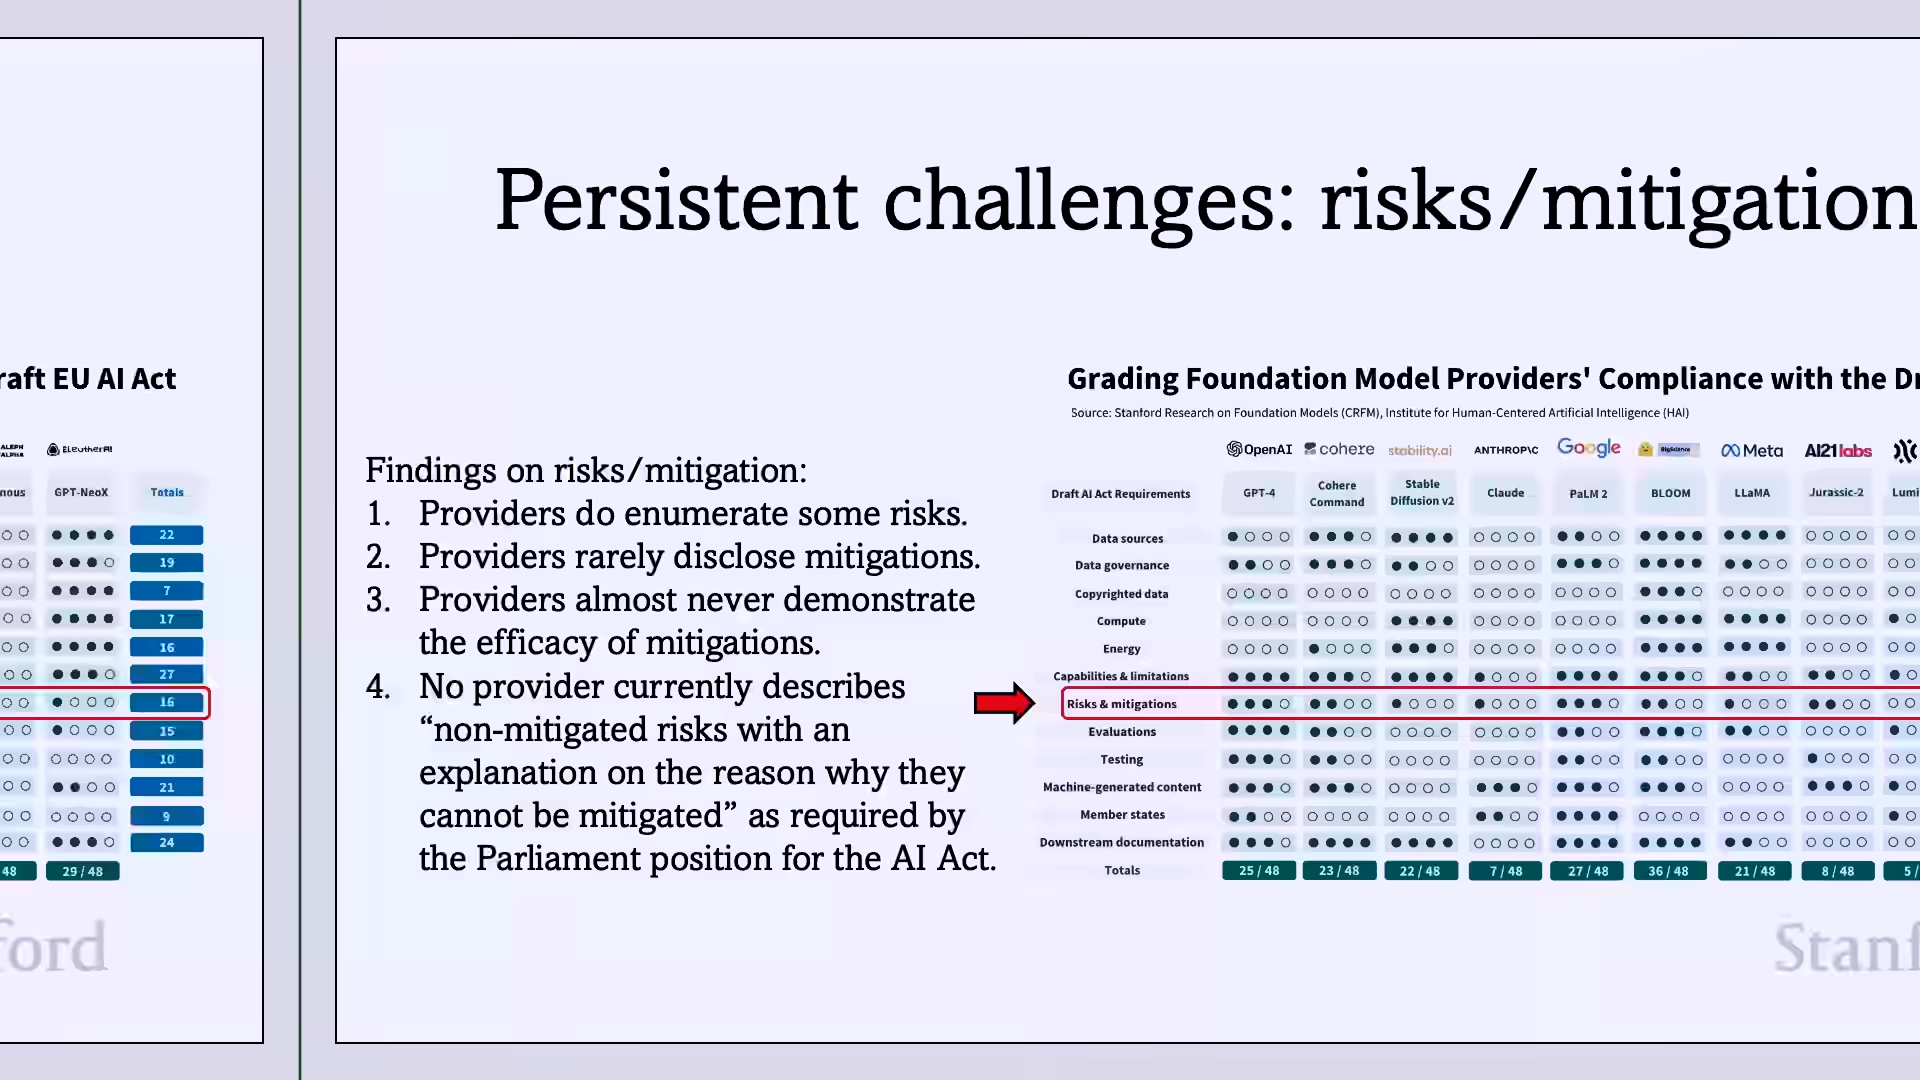 raft EU AI Act
ALEPH
ALPHA
EleutherAI
nous
GPT-NeoX
Totals
22
19
7
17
16
27
16
15
10
21
9
24
48
29 / 48
ford
Persistent challenges: risks/mitigation
Findings on risks/mitigation:
1. Providers do enumerate some risks.
2. Providers rarely disclose mitigations.
3. Providers almost never demonstrate
the efficacy of mitigations.
4. No provider currently describes
“non-mitigated risks with an
explanation on the reason why they
cannot be mitigated” as required by
the Parliament position for the AI Act.
Grading Foundation Model Providers' Compliance with the Dr
Source: Stanford Research on Foundation Models (CRFM), Institute for Human-Centered Artificial Intelligence (HAI)
OpenAI cohere stability.ai ANTHROP\C Google BigScience Meta AI21labs
Draft AI Act Requirements GPT-4 Cohere Command Stable Diffusion v2 Claude PaLM 2 BLOOM LLaMA Jurassic-2 Lumi
Data sources
Data governance
Copyrighted data
Compute
Energy
Capabilities & limitations
Risks & mitigations
Evaluations
Testing
Machine-generated content
Member states
Downstream documentation
Totals 25 / 48 23 / 48 22 / 48 7 / 48 27 / 48 36 / 48 21 / 48 8 / 48 5 /
Stanf